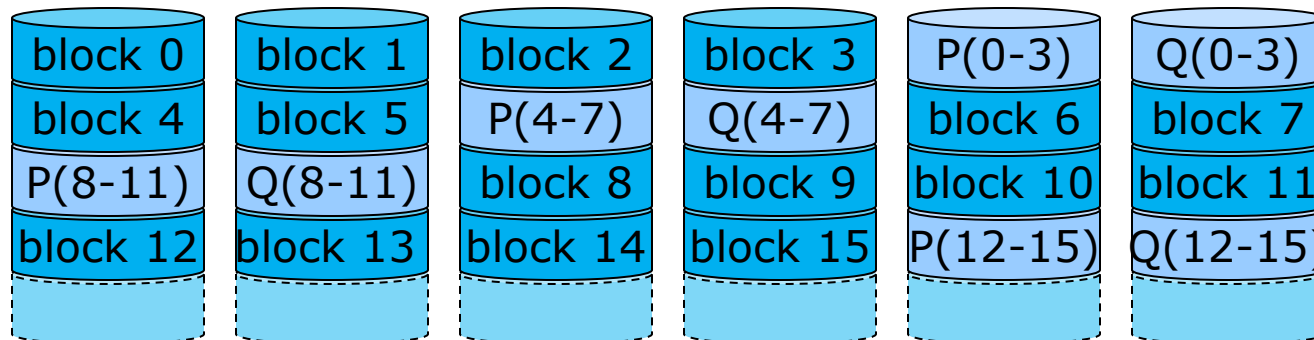 block 0 block 1 block 2 block 3 P(0-3) Q(0-3)
block 4 block 5 P(4-7) Q(4-7) block 6 block 7
P(8-11) Q(8-11) block 8 block 9 block 10 block 11
block 12 block 13 block 14 block 15 P(12-15) Q(12-15)